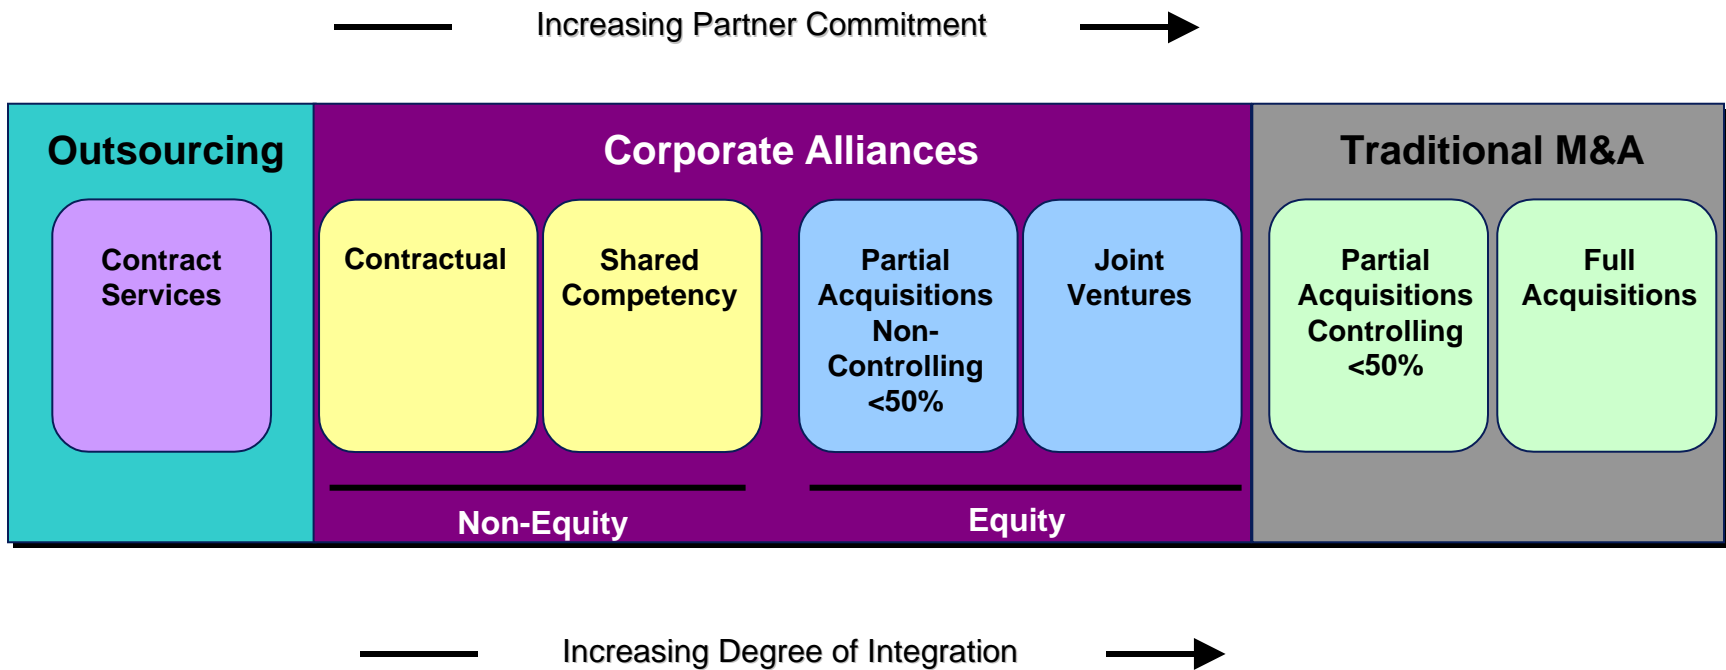 Increasing Partner Commitment
Outsourcing
Corporate Alliances
Traditional M&A
Contract
Services
Contractual
Shared
Competency
Partial
Acquisitions
Non-
Controlling
<50%
Joint
Ventures
Partial
Acquisitions
Controlling
<50%
Full
Acquisitions
Non-Equity
Equity
Increasing Degree of Integration